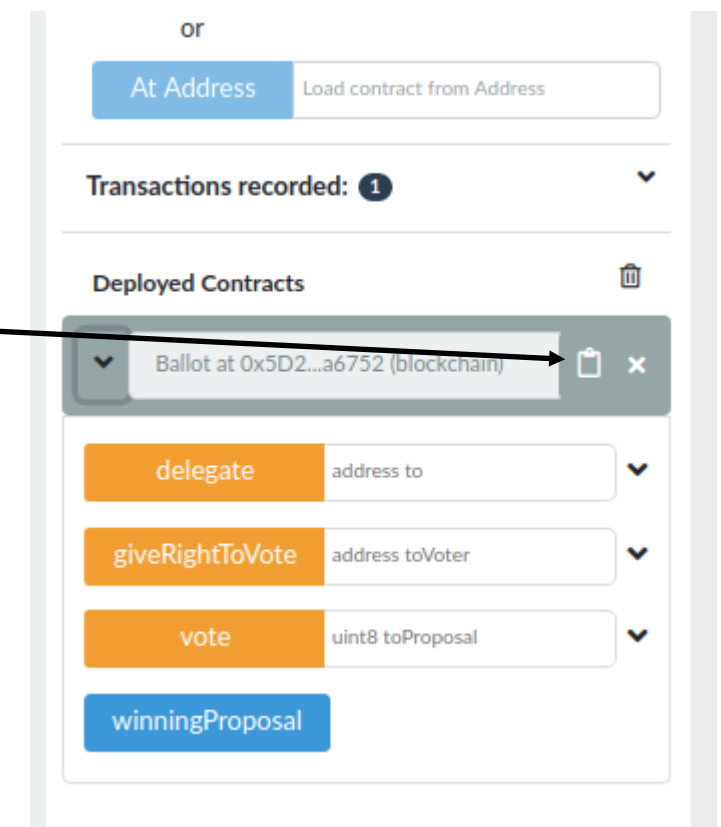 or
At Address Load contract from Address
Transactions recorded: 1
Deployed Contracts
Ballot at 0x5D2...a6752 (blockchain)
delegate address to
giveRightToVote address toVoter
vote uint8 toProposal
winningProposal